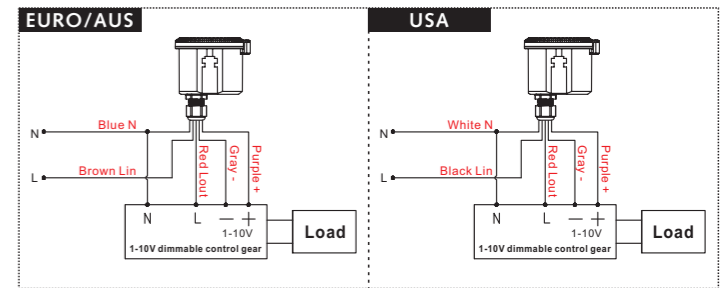 EURO/AUS
N
Blue N
L
Brown Lin
Red Lout
Gray -
Purple +
N L − +
1-10V
1-10V dimmable control gear
Load
USA
N
White N
L
Black Lin
Red Lout
Gray -
Purple +
N L − +
1-10V
1-10V dimmable control gear
Load